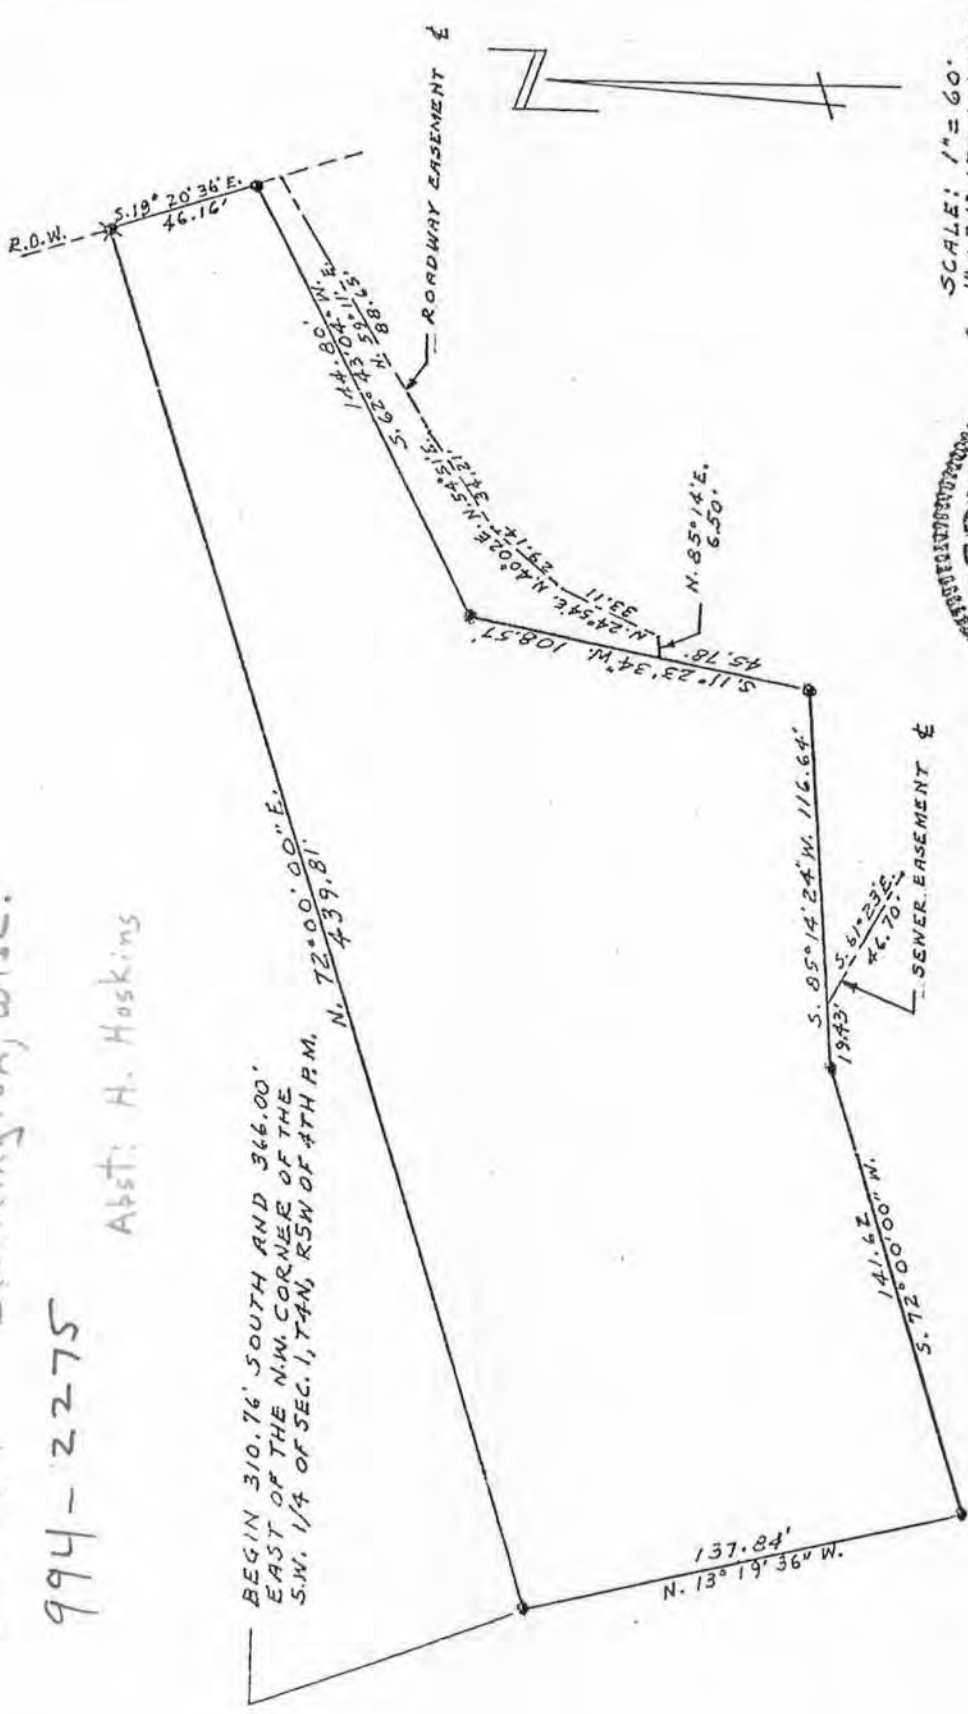 994-2275
Abst: H. Hoskins
BEGIN 310.76' SOUTH AND 366.00'
EAST OF THE N.W. CORNER OF THE
S.W. 1/4 OF SEC. 1, T4N, R5W OF 4TH P.M.
R.O.W.
S.19° 20' 36" E.
46.16'
N. 72° 00' 00" E.
439.81'
144.80'
S. 62° 43' 04" W.
N. 59° 11' E.
88.65'
ROADWAY EASEMENT ℄
N. 54° 51' E.
34.21'
N. 40° 02' E.
29.14'
N. 24° 54' E.
33.11
N. 85° 14' E.
6.50'
S. 11° 23' 34" W. 108.57'
45.78'
S. 85° 14' 24" W. 116.64'
19.43'
S. 61° 23' E.
46.70'
SEWER EASEMENT ℄
141.62
S. 72° 00' 00" W.
137.84'
N. 13° 19' 36" W.
SCALE: 1" = 60'